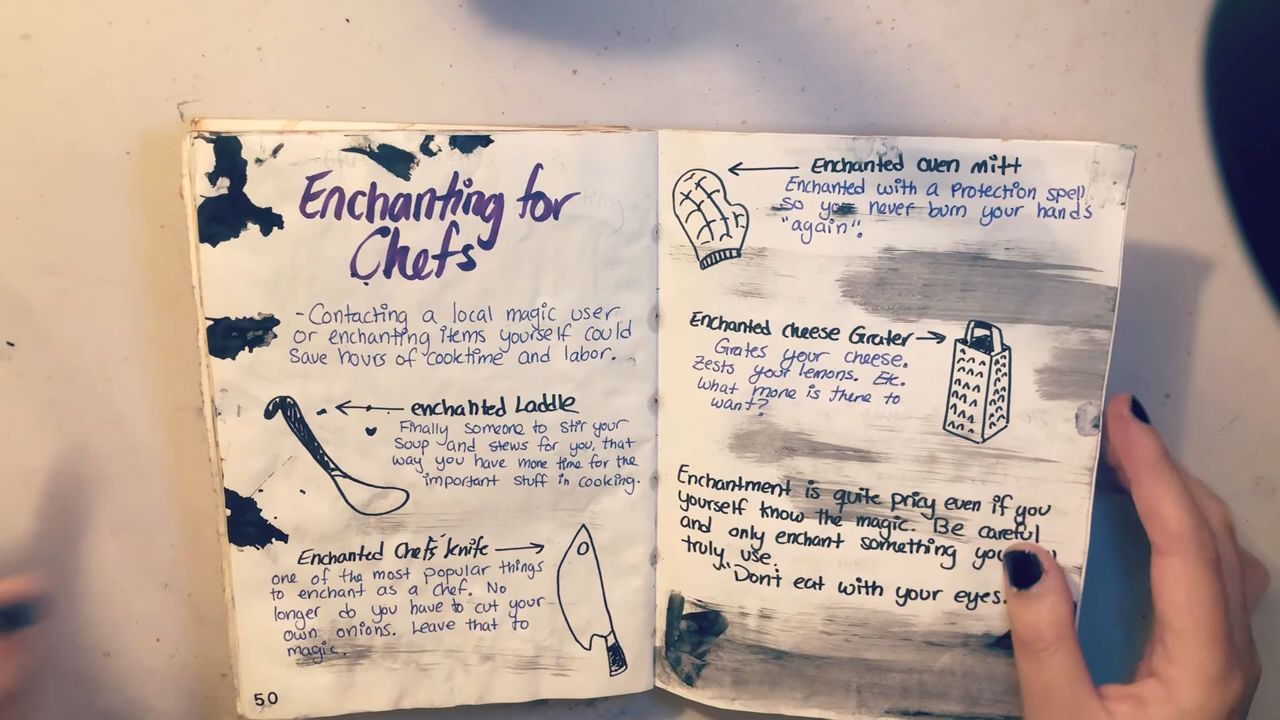 Enchanting for
Chefs
- Contacting a local magic user
or enchanting items yourself could
save hours of cooktime and labor.
enchanted Laddle
Finally someone to stir your
soup and stews for you, that
way you have more time for the
important stuff in cooking.
Enchanted Chefs' knife
one of the most popular things
to enchant as a chef. No
longer do you have to cut your
own onions. Leave that to
magic.
50
Enchanted oven mitt
Enchanted with a protection spell
so you never burn your hands
"again".
Enchanted cheese Grater
Grates your cheese.
Zests your lemons. Etc.
What more is there to
want?
Enchantment is quite pricy even if you
yourself know the magic. Be careful
and only enchant something you
truly use.
Don't eat with your eyes.